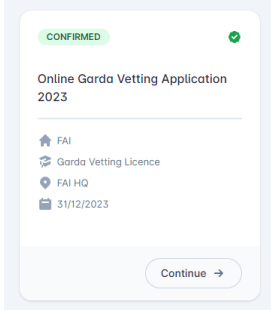 CONFIRMED
Online Garda Vetting Application
2023
FAI
Garda Vetting Licence
FAI HQ
31/12/2023
Continue →